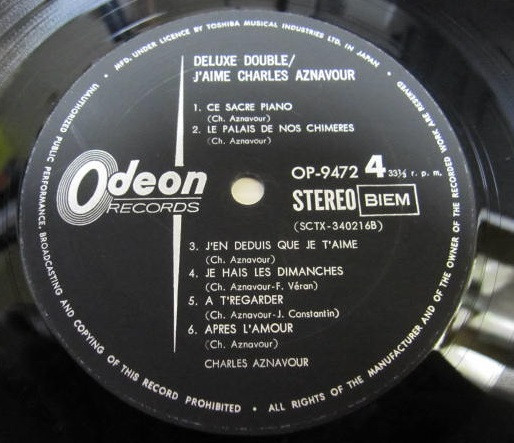 • MFD. UNDER LICENCE BY TOSHIBA MUSICAL INDUSTRIES LTD. IN JAPAN •
DELUXE DOUBLE/
J'AIME CHARLES AZNAVOUR
1. CE SACRE PIANO
(Ch. Aznavour)
2. LE PALAIS DE NOS CHIMERES
(Ch. Aznavour)
Odeon
RECORDS
OP-9472 4 33⅓ r. p. m.
STEREO BIEM
(SCTX-340216B)
3. J'EN DEDUIS QUE JE T'AIME
(Ch. Aznavour)
4. JE HAIS LES DIMANCHES
(Ch. Aznavour-F. Véran)
5. A T'REGARDER
(Ch. Aznavour-J. Constantin)
6. APRES L'AMOUR
(Ch. Aznavour)
CHARLES AZNAVOUR
UNAUTHORIZED PUBLIC PERFORMANCE, BROADCASTING AND COPYING OF THIS RECORD PROHIBITED • ALL RIGHTS OF THE MANUFACTURER AND OF THE OWNER OF THE RECORDED WORK ARE RESERVED